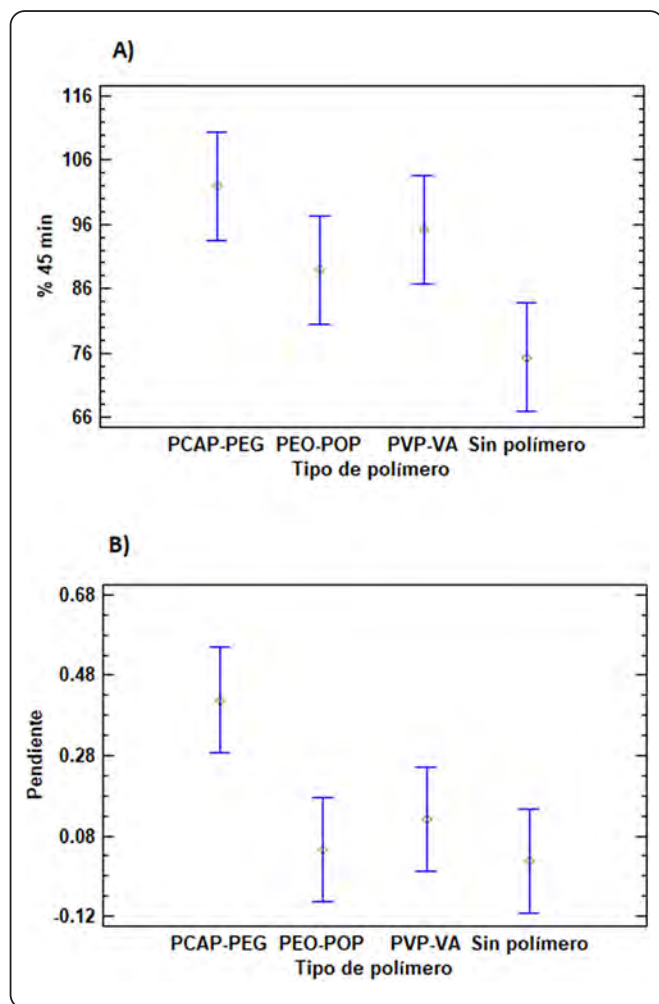 A)
116
106
96
86
76
66
% 45 min
PCAP-PEG PEO-POP PVP-VA Sin polímero
Tipo de polímero
B)
0.68
0.48
0.28
0.08
-0.12
Pendiente
PCAP-PEG PEO-POP PVP-VA Sin polímero
Tipo de polímero